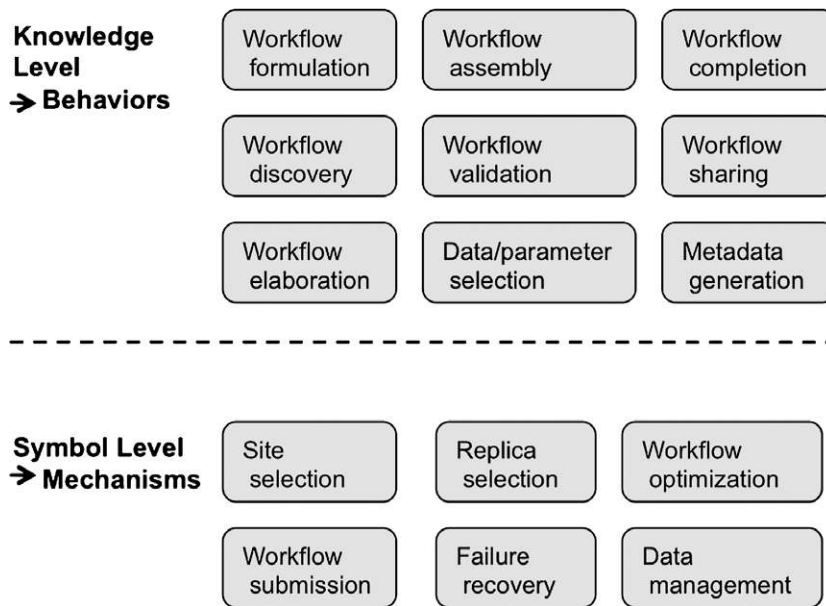 Knowledge
Level
→ Behaviors
Workflow
formulation
Workflow
assembly
Workflow
completion
Workflow
discovery
Workflow
validation
Workflow
sharing
Workflow
elaboration
Data/parameter
selection
Metadata
generation
Symbol Level
→ Mechanisms
Site
selection
Replica
selection
Workflow
optimization
Workflow
submission
Failure
recovery
Data
management